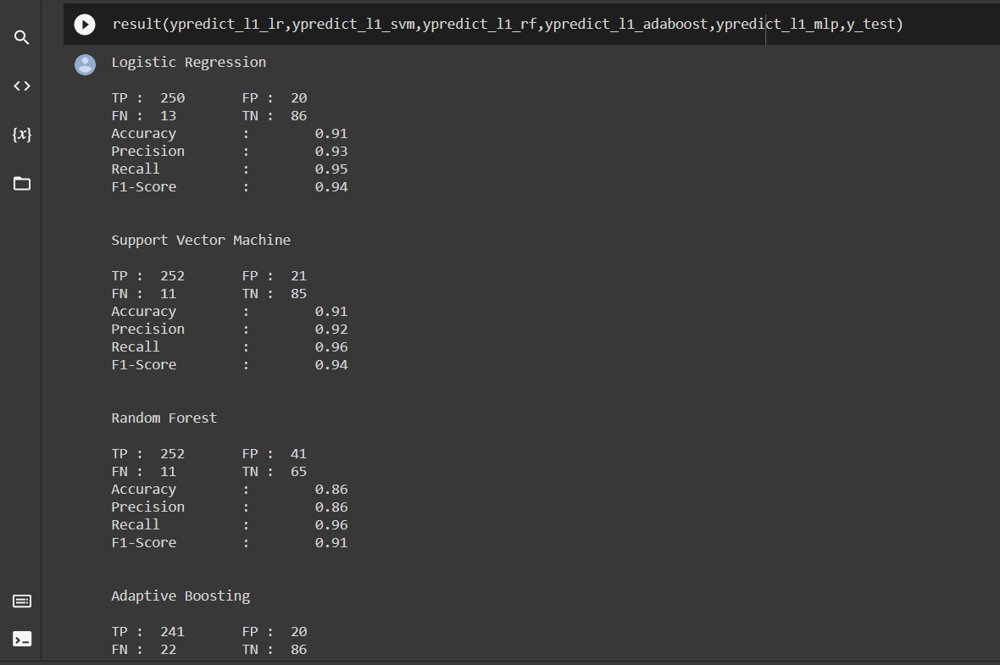 result(ypredict_l1_lr,ypredict_l1_svm,ypredict_l1_rf,ypredict_l1_adaboost,ypredict_l1_mlp,y_test)
Logistic Regression
TP : 250 FP : 20
FN : 13 TN : 86
Accuracy : 0.91
Precision : 0.93
Recall : 0.95
F1-Score : 0.94
Support Vector Machine
TP : 252 FP : 21
FN : 11 TN : 85
Accuracy : 0.91
Precision : 0.92
Recall : 0.96
F1-Score : 0.94
Random Forest
TP : 252 FP : 41
FN : 11 TN : 65
Accuracy : 0.86
Precision : 0.86
Recall : 0.96
F1-Score : 0.91
Adaptive Boosting
TP : 241 FP : 20
FN : 22 TN : 86